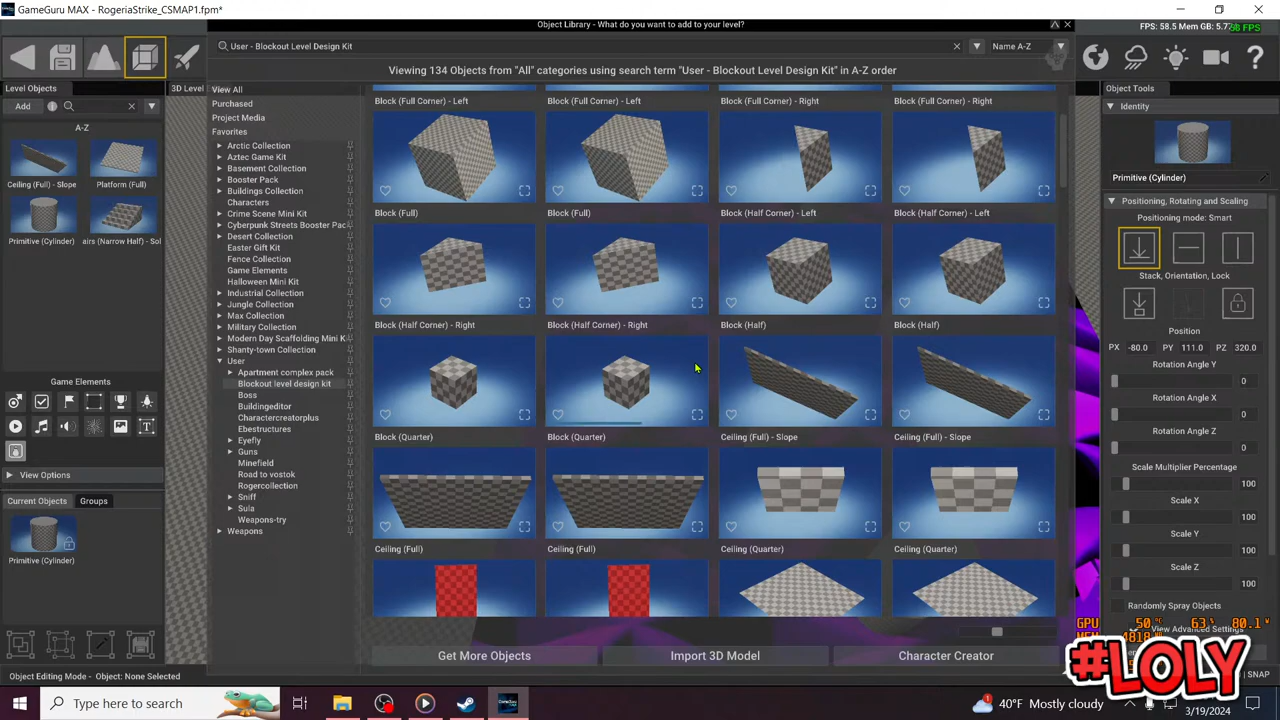 GameGuru MAX - RogeriaStrike_CSMAP1.fpm*
Object Library - What do you want to add to your level?
FPS: 58.5 Mem GB: 5.7
User - Blockout Level Design Kit
Name A-Z
Viewing 134 Objects from "All" categories using search term "User - Blockout Level Design Kit" in A-Z order
Level Objects
Add
A-Z
Ceiling (Full) - Slope
Platform (Full)
Primitive (Cylinder)
airs (Narrow Half) - Sol
Game Elements
View Options
Current Objects
Groups
Primitive (Cylinder)
Object Editing Mode - Object: None Selected
3D Level
View All
Purchased
Project Media
Favorites
Arctic Collection
Aztec Game Kit
Basement Collection
Booster Pack
Buildings Collection
Characters
Crime Scene Mini Kit
Cyberpunk Streets Booster Pac
Desert Collection
Easter Gift Kit
Fence Collection
Game Elements
Halloween Mini Kit
Industrial Collection
Jungle Collection
Max Collection
Military Collection
Modern Day Scaffolding Mini K
Shanty-town Collection
User
Apartment complex pack
Blockout level design kit
Boss
Buildingeditor
Charactercreatorplus
Ebestructures
Eyefly
Guns
Minefield
Road to vostok
Rogercollection
Sniff
Sula
Weapons-try
Weapons
Block (Full Corner) - Left
Block (Full Corner) - Left
Block (Full Corner) - Right
Block (Full Corner) - Right
Block (Full)
Block (Full)
Block (Half Corner) - Left
Block (Half Corner) - Left
Block (Half Corner) - Right
Block (Half Corner) - Right
Block (Half)
Block (Half)
Block (Quarter)
Block (Quarter)
Ceiling (Full) - Slope
Ceiling (Full) - Slope
Ceiling (Full)
Ceiling (Full)
Ceiling (Quarter)
Ceiling (Quarter)
Get More Objects
Import 3D Model
Character Creator
Object Tools
Identity
Primitive (Cylinder)
Positioning, Rotating and Scaling
Positioning mode: Smart
Stack, Orientation, Lock
Position
PX -80.0 PY 111.0 PZ 320.0
Rotation Angle Y
0
Rotation Angle X
0
Rotation Angle Z
0
Scale Multiplier Percentage
100
Scale X
100
Scale Y
100
Scale Z
100
Randomly Spray Objects
View Advanced Settings
GPU 50°C 63% 80.1
4818
#LOLY
SNAP
Type here to search
40°F Mostly cloudy
3/19/2024